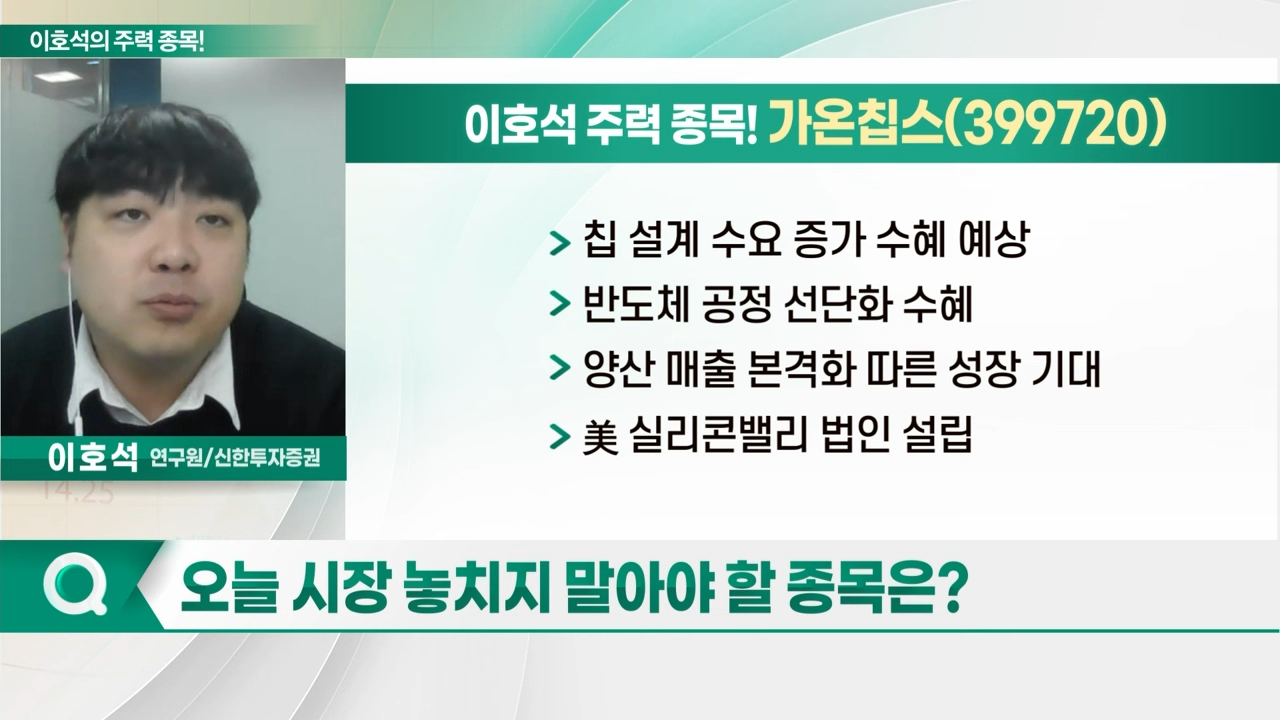 이호석의 주력 종목!
이호석 주력 종목! 가온칩스(399720)
> 칩 설계 수요 증가 수혜 예상
> 반도체 공정 선단화 수혜
> 양산 매출 본격화 따른 성장 기대
> 美 실리콘밸리 법인 설립
이호석 연구원/신한투자증권
14.25
Q 오늘 시장 놓치지 말아야 할 종목은?